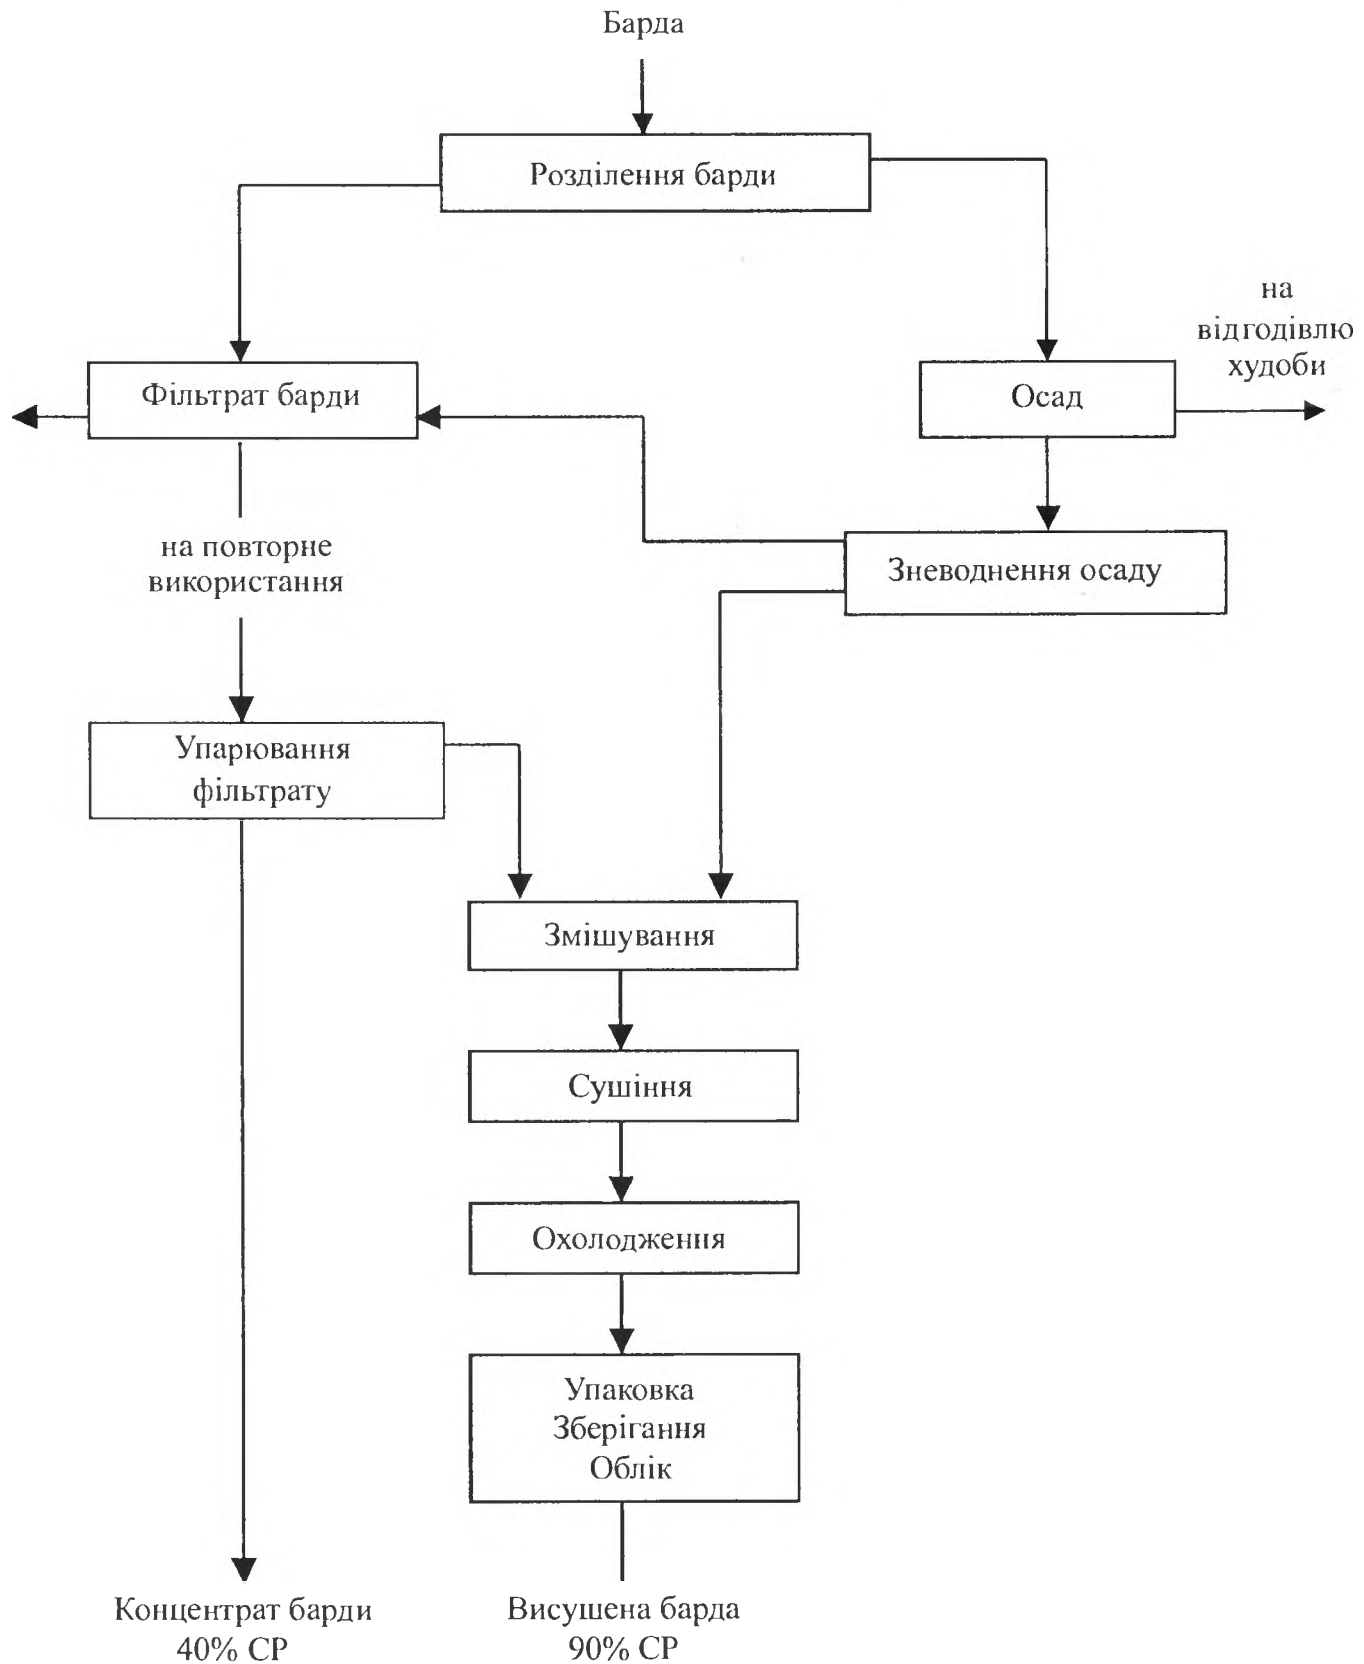 Барда
Розділення барди
на
відгодівлю
худоби
Фільтрат барди
Осад
на повторне
використання
Зневоднення осаду
Упарювання
фільтрату
Змішування
Сушіння
Охолодження
Упаковка
Зберігання
Облік
Концентрат барди
40% СР
Висушена барда
90% СР